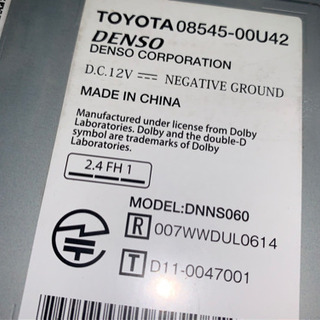 TOYOTA 08545-00U42
DENSO
DENSO CORPORATION
D.C.12V NEGATIVE GROUND
MADE IN CHINA
Manufactured under license from Dolby
Laboratories. Dolby and the double-D
symbol are trademarks of Dolby
Laboratories.
2.4 FH 1
MODEL:DNNS060
R 007WWDUL0614
T D11-0047001